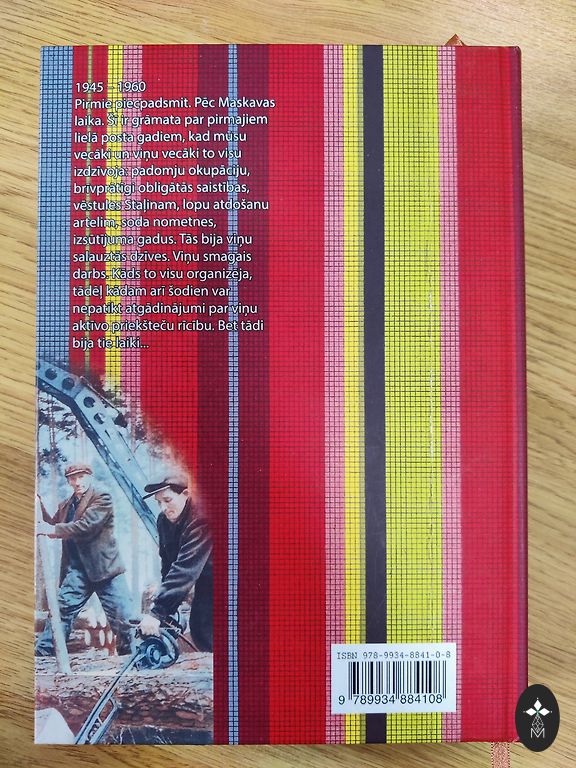 1945 – 1960
Pirmie piecpadsmit. Pēc Maskavas
laika. Šī ir grāmata par pirmajiem
lielā posta gadiem, kad mūsu
vecāki un viņu vecāki to visu
izdzīvoja: padomju okupāciju,
brīvprātīgi obligātās saistības,
vēstules Staļinam, lopu atdošanu
artelim, soda nometnes,
izsūtījuma gadus. Tās bija viņu
salauztās dzīves. Viņu smagais
darbs. Kāds to visu organizēja,
tādēļ kādam arī šodien var
nepatikt atgādinājumi par viņu
aktīvo priekšteču rīcību. Bet tādi
bija tie laiki...
ISBN 978-9934-8841-0-8
9 789934 884108
M